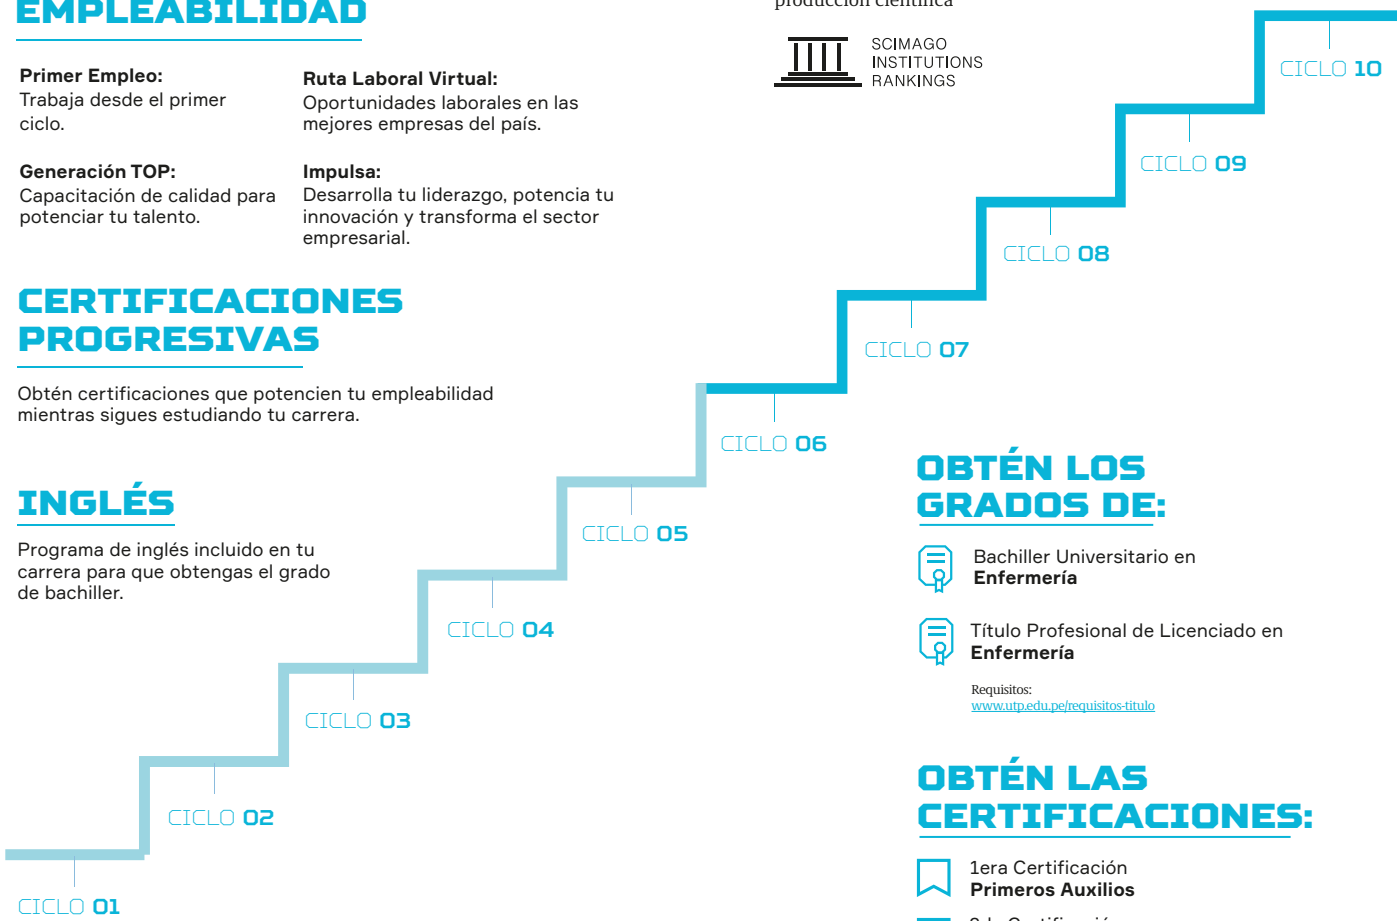 EMPLEABILIDAD
Primer Empleo:
Trabaja desde el primer
ciclo.
Ruta Laboral Virtual:
Oportunidades laborales en las
mejores empresas del país.
Generación TOP:
Capacitación de calidad para
potenciar tu talento.
Impulsa:
Desarrolla tu liderazgo, potencia tu
innovación y transforma el sector
empresarial.
CERTIFICACIONES
PROGRESIVAS
Obtén certificaciones que potencien tu empleabilidad
mientras sigues estudiando tu carrera.
INGLÉS
Programa de inglés incluido en tu
carrera para que obtengas el grado
de bachiller.
producción científica
SCIMAGO
INSTITUTIONS
RANKINGS
CICLO 10
CICLO 09
CICLO 08
CICLO 07
CICLO 06
CICLO 05
CICLO 04
CICLO 03
CICLO 02
CICLO 01
OBTÉN LOS
GRADOS DE:
Bachiller Universitario en
Enfermería
Título Profesional de Licenciado en
Enfermería
Requisitos:
www.utp.edu.pe/requisitos-titulo
OBTÉN LAS
CERTIFICACIONES:
1era Certificación
Primeros Auxilios